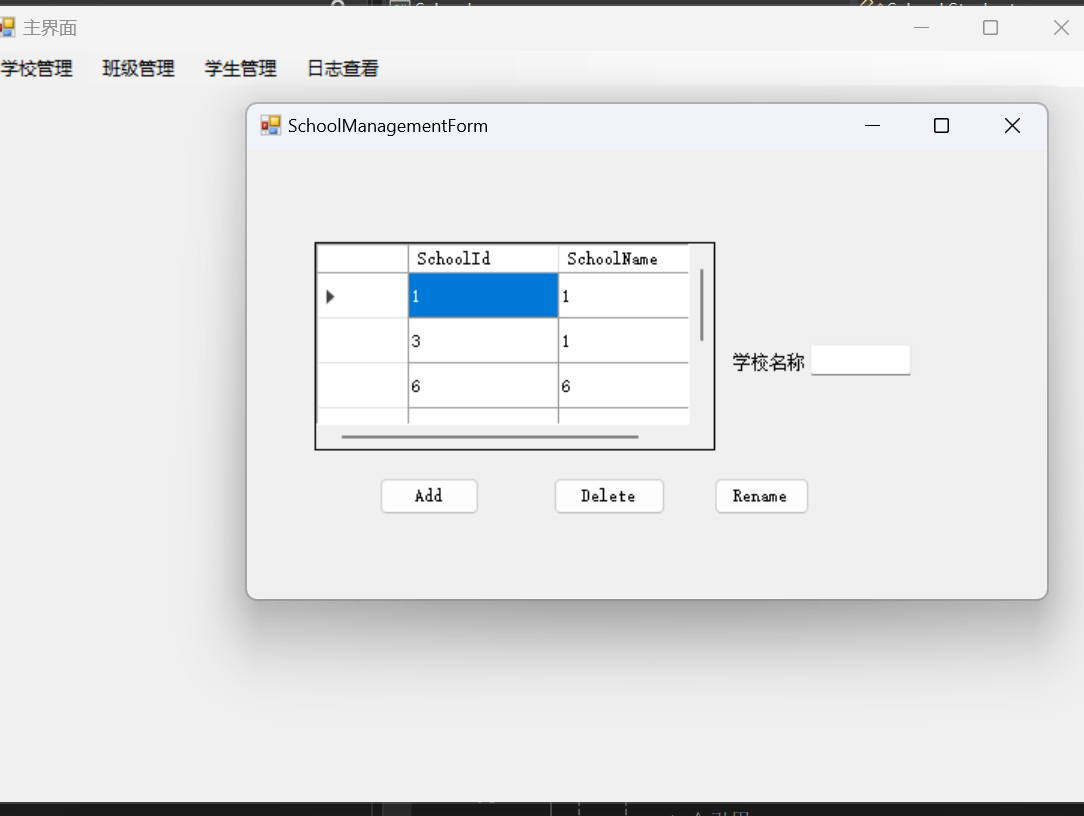 主界面
学校管理 班级管理 学生管理 日志查看
SchoolManagementForm
SchoolId SchoolName
1 1
3 1
6 6
学校名称
Add Delete Rename